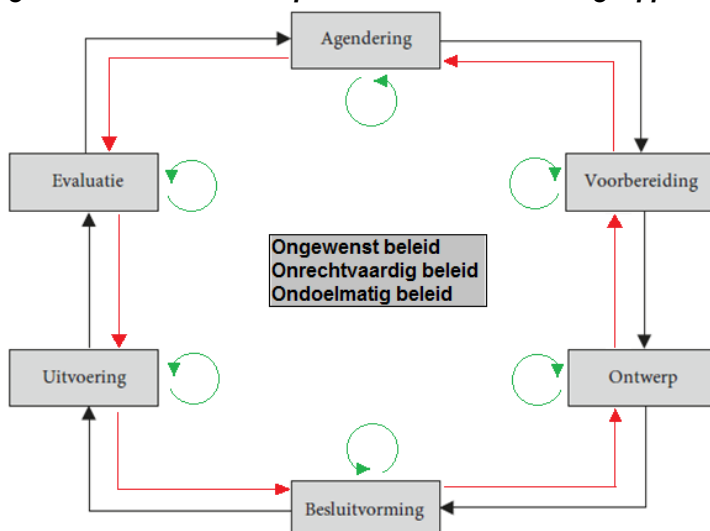 Agendering
Evaluatie
Voorbereiding
Ongewenst beleid
Onrechtvaardig beleid
Ondoelmatig beleid
Uitvoering
Ontwerp
Besluitvorming